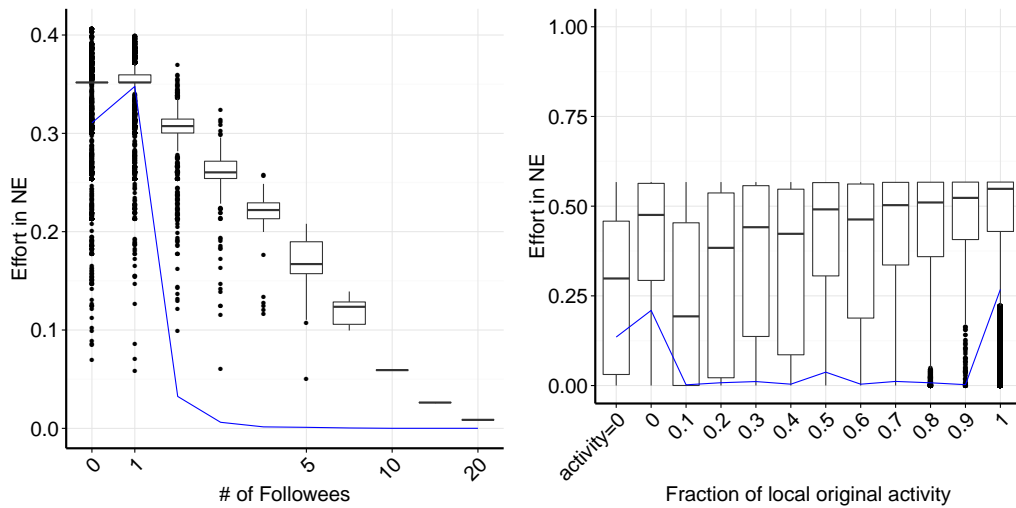 Effort in NE
0.4
0.3
0.2
0.1
0.0
0 1 5 10 20
# of Followees
Effort in NE
1.00
0.75
0.50
0.25
0.00
activity=0 0 0.1 0.2 0.3 0.4 0.5 0.6 0.7 0.8 0.9 1
Fraction of local original activity